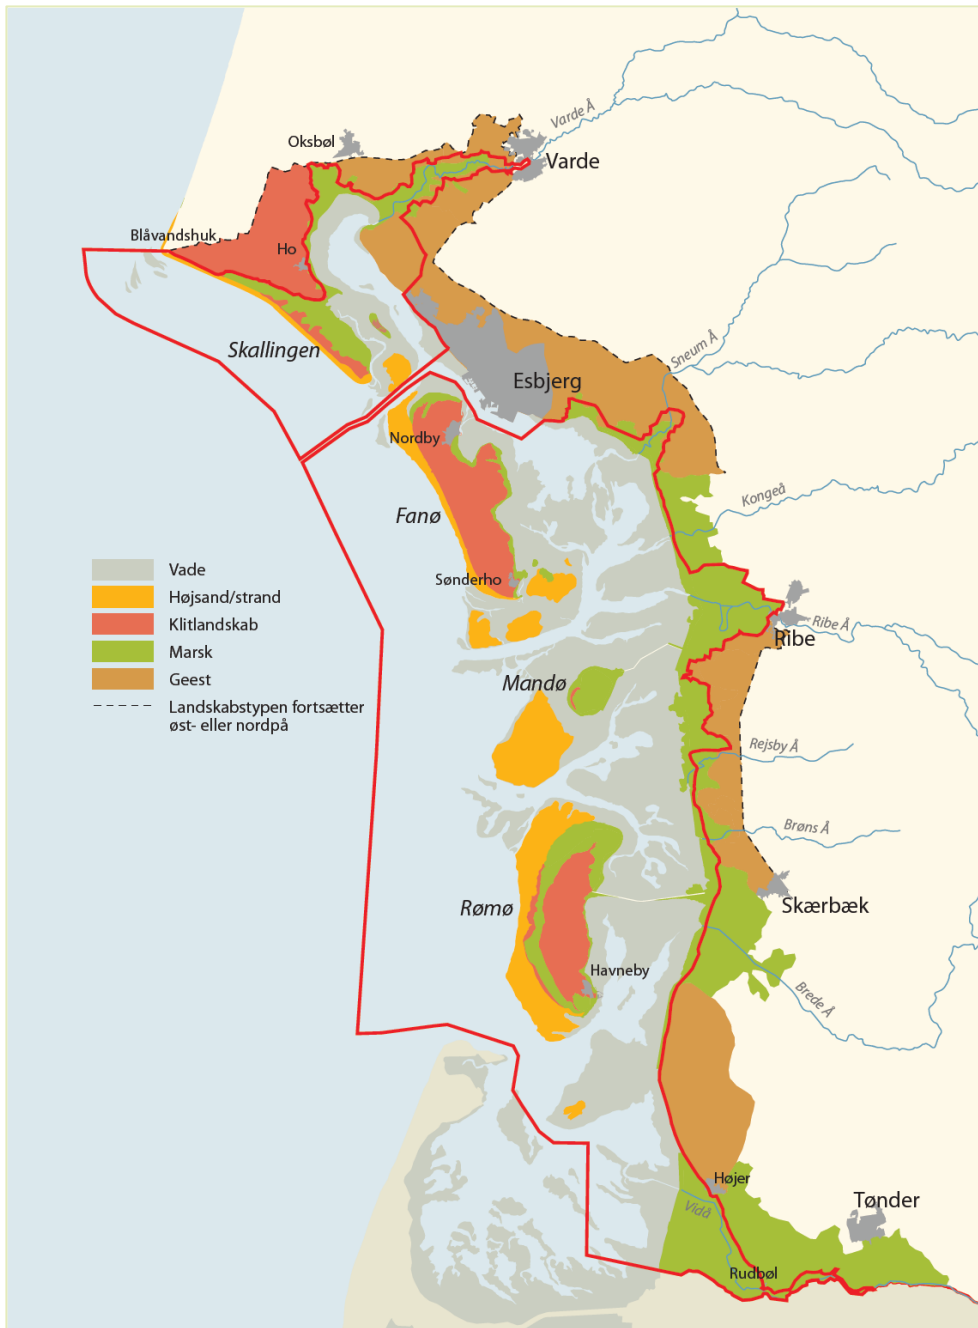 Varde Å
Oksbøl
Varde
Blåvandshuk
Ho
Skallingen
Sneum Å
Esbjerg
Nordby
Kongeå
Fanø
Vade
Sønderho
Højsand/strand
Klitlandskab
Ribe Å
Ribe
Marsk
Geest
Mandø
Landskabstypen fortsætter
øst- eller nordpå
Rejsby Å
Brøns Å
Skærbæk
Rømø
Havneby
Brede Å
Højer
Tønder
Vidå
Rudbøl